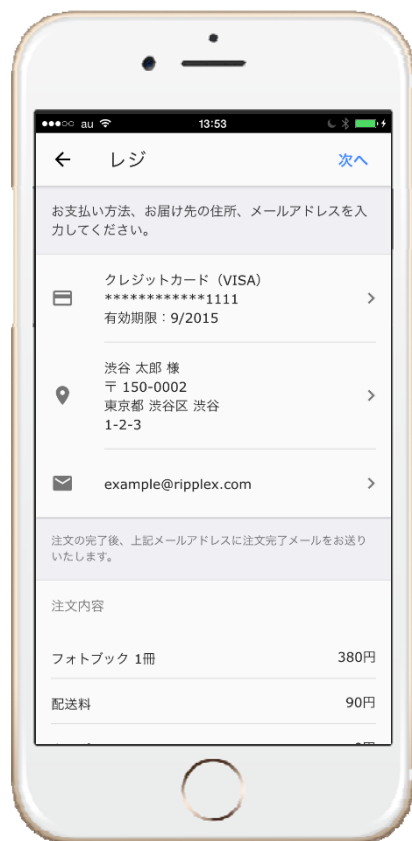 au 13:53
レジ 次へ
お支払い方法、お届け先の住所、メールアドレスを入
力してください。
クレジットカード（VISA）
************1111
有効期限：9/2015
渋谷 太郎 様
〒 150-0002
東京都 渋谷区 渋谷
1-2-3
example@ripplex.com
注文の完了後、上記メールアドレスに注文完了メールをお送り
いたします。
注文内容
フォトブック 1冊 380円
配送料 90円